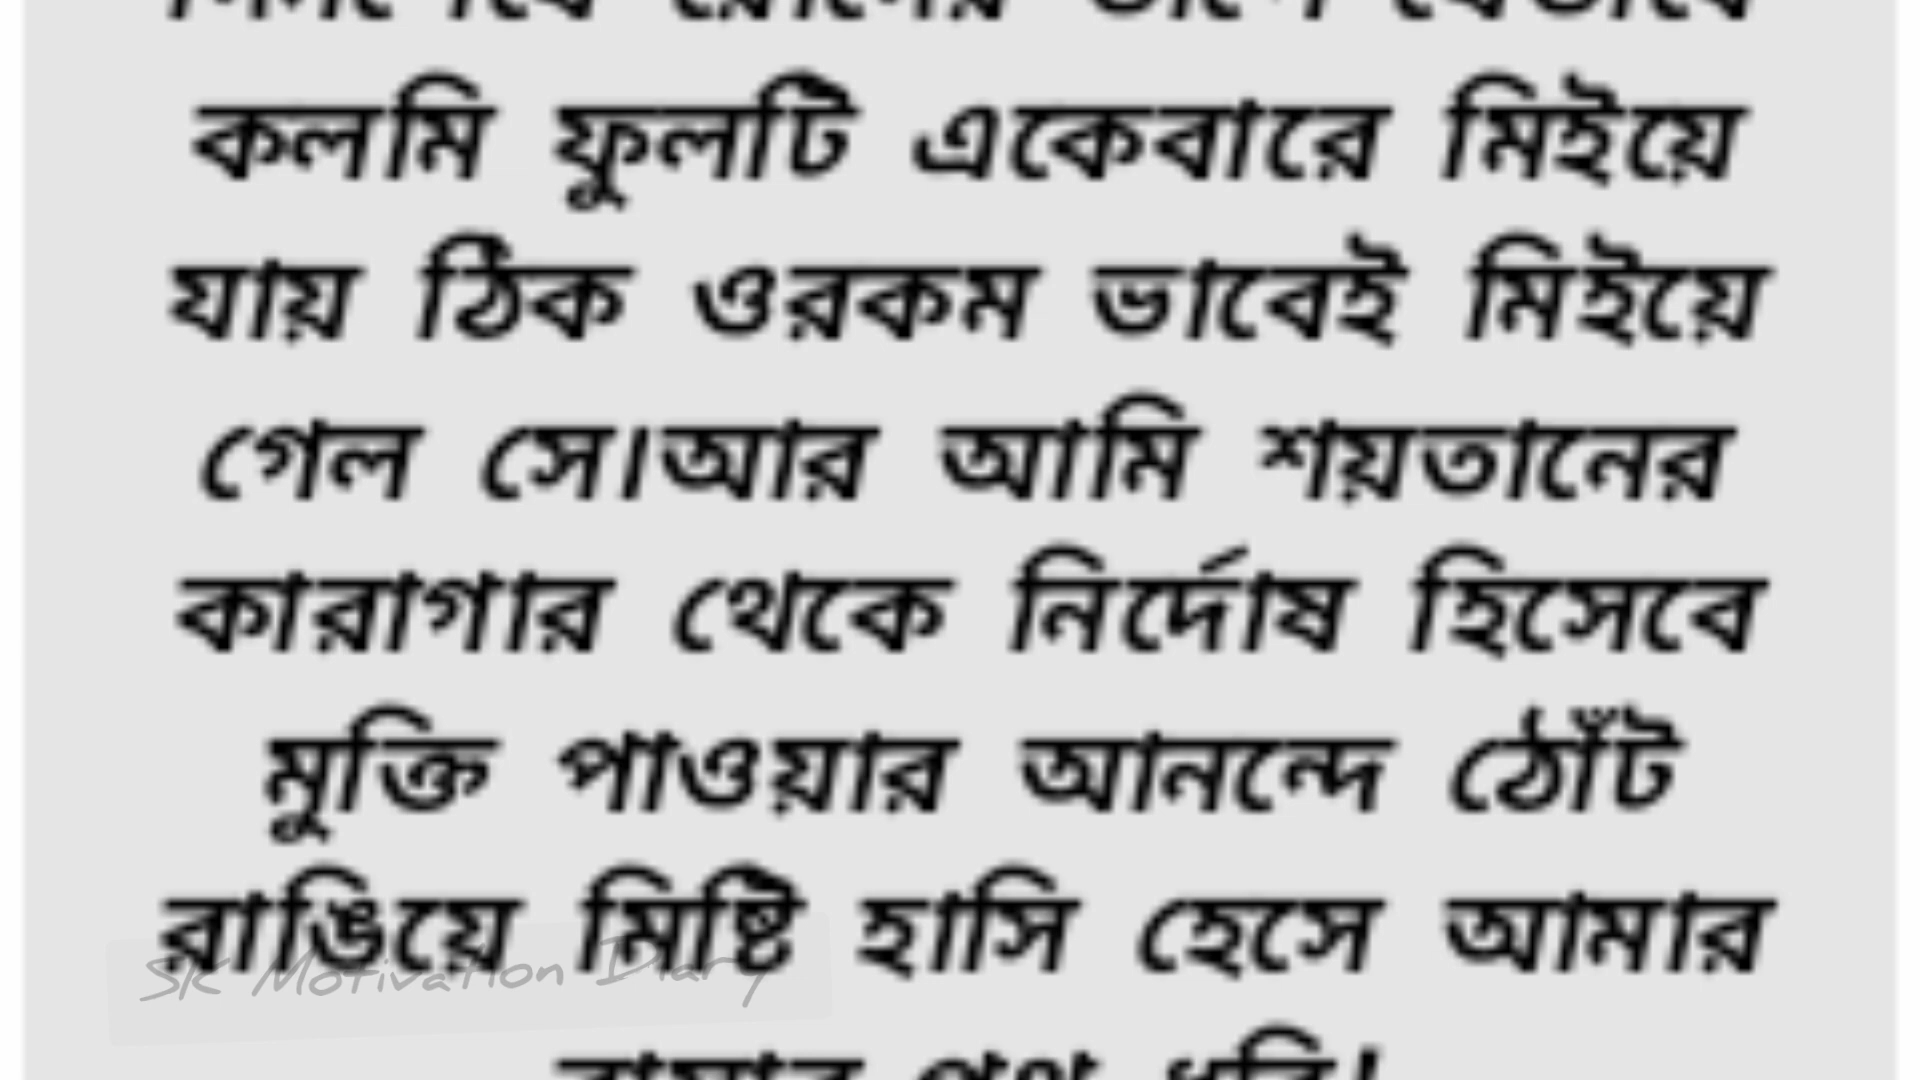 কলমি ফুলটি একেবারে মিইয়ে
যায় ঠিক ওরকম ভাবেই মিইয়ে
গেল সে।আর আমি শয়তানের
কারাগার থেকে নির্দোষ হিসেবে
মুক্তি পাওয়ার আনন্দে ঠোঁট
রাঙিয়ে মিষ্টি হাসি হেসে আমার
SK Motivation Diary